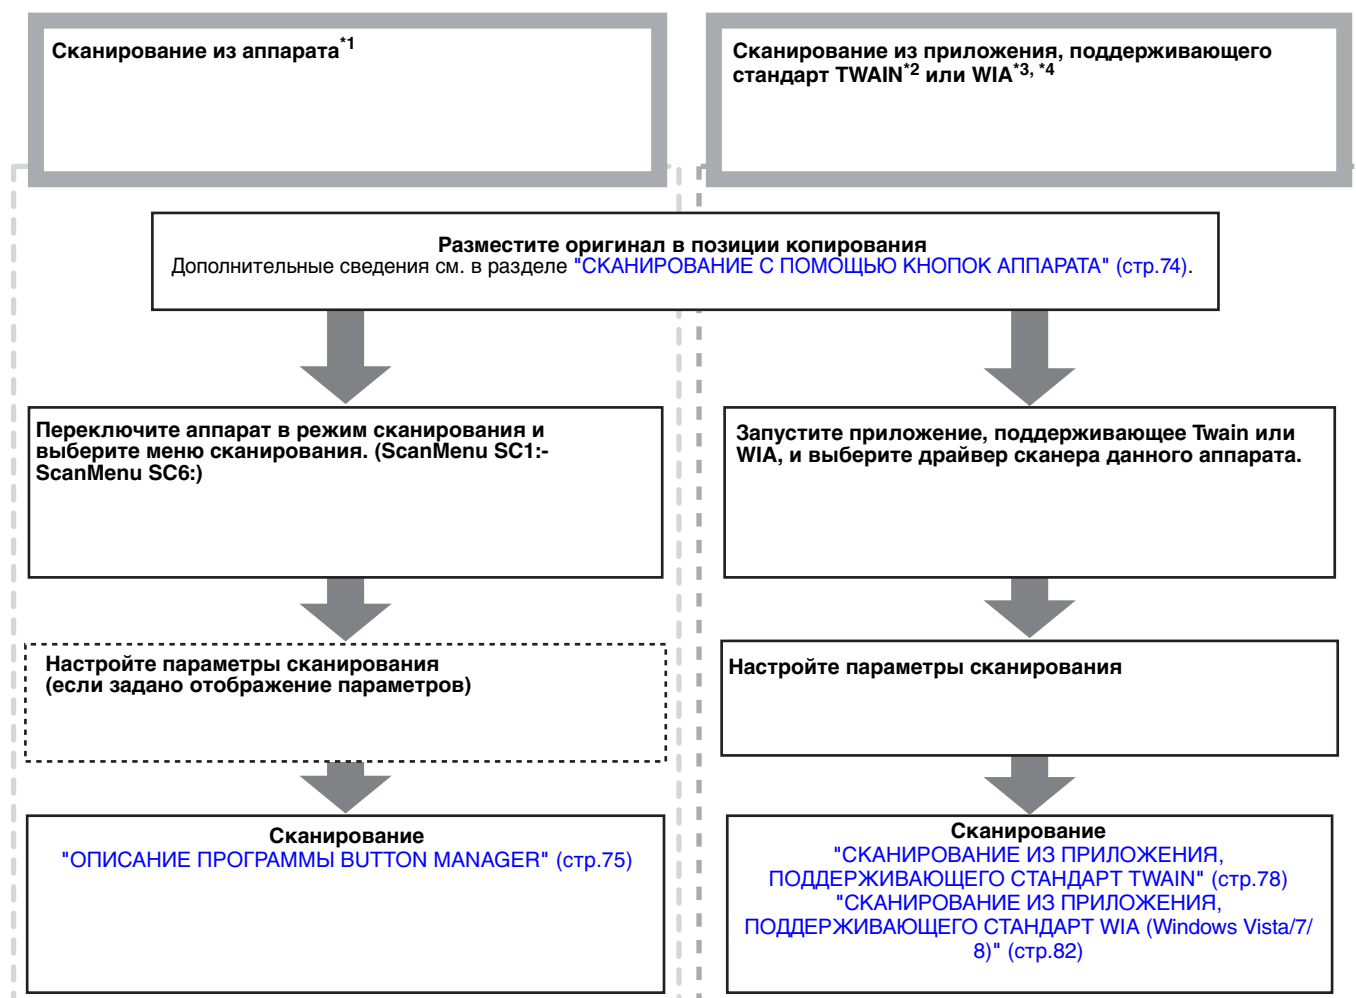 Сканирование из аппарата*1
Сканирование из приложения, поддерживающего
стандарт TWAIN*2 или WIA*3, *4
Разместите оригинал в позиции копирования
Дополнительные сведения см. в разделе "СКАНИРОВАНИЕ С ПОМОЩЬЮ КНОПОК АППАРАТА" (стр.74).
Переключите аппарат в режим сканирования и
выберите меню сканирования. (ScanMenu SC1:-
ScanMenu SC6:)
Запустите приложение, поддерживающее Twain или
WIA, и выберите драйвер сканера данного аппарата.
Настройте параметры сканирования
(если задано отображение параметров)
Настройте параметры сканирования
Сканирование
"ОПИСАНИЕ ПРОГРАММЫ BUTTON MANAGER" (стр.75)
Сканирование
"СКАНИРОВАНИЕ ИЗ ПРИЛОЖЕНИЯ,
ПОДДЕРЖИВАЮЩЕГО СТАНДАРТ TWAIN" (стр.78)
"СКАНИРОВАНИЕ ИЗ ПРИЛОЖЕНИЯ,
ПОДДЕРЖИВАЮЩЕГО СТАНДАРТ WIA (Windows Vista/7/
8)" (стр.82)